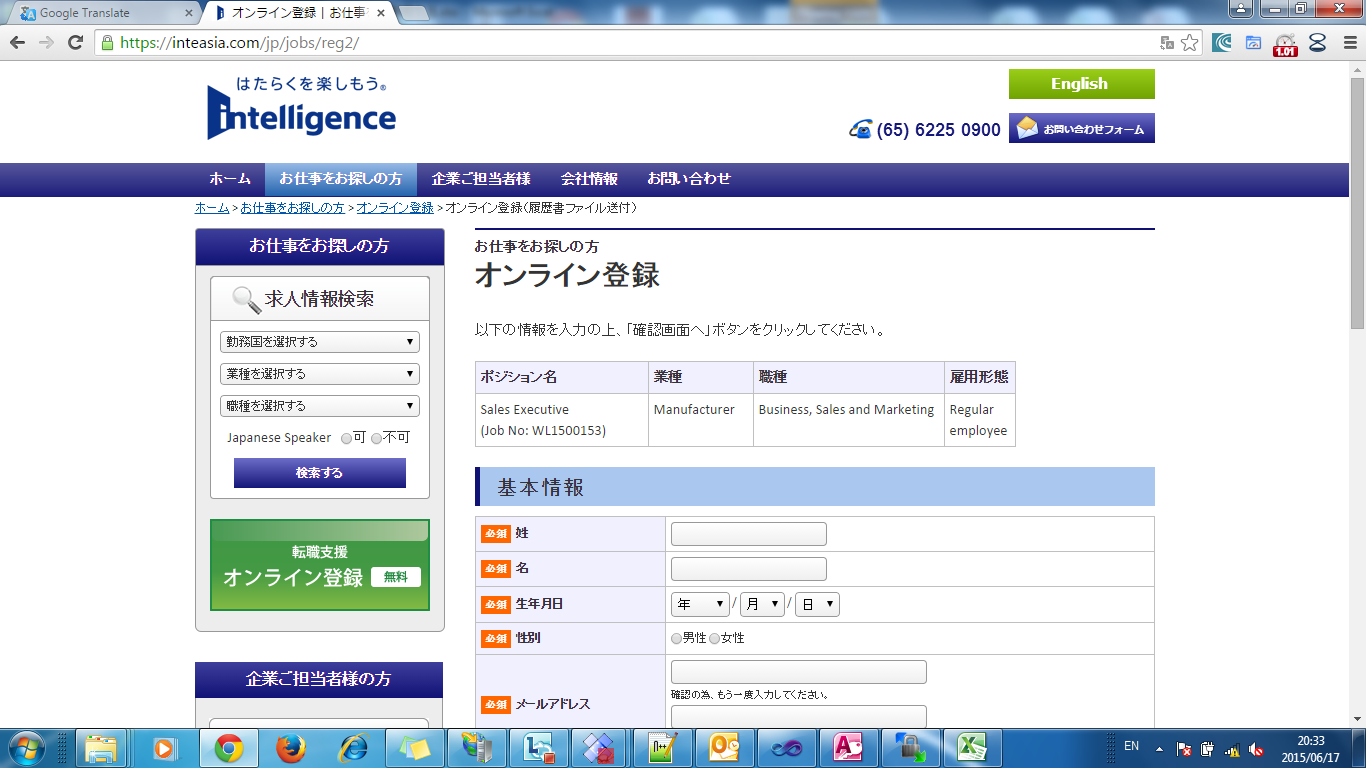 Google Translate
オンライン登録 | お仕事
https://inteasia.com/jp/jobs/reg2/
1.01
はたらくを楽しもう。®
intelligence
English
(65) 6225 0900
お問い合わせフォーム
ホーム お仕事をお探しの方 企業ご担当者様 会社情報 お問い合わせ
ホーム > お仕事をお探しの方 > オンライン登録 > オンライン登録（履歴書ファイル送付）
お仕事をお探しの方
求人情報検索
勤務国を選択する
業種を選択する
職種を選択する
Japanese Speaker 可 不可
検索する
転職支援
オンライン登録 無料
企業ご担当者様の方
お仕事をお探しの方
オンライン登録
以下の情報を入力の上、「確認画面へ」ボタンをクリックしてください。
ポジション名 業種 職種 雇用形態
Sales Executive Manufacturer Business, Sales and Marketing Regular
(Job No: WL1500153) employee
基本情報
必須 姓
必須 名
必須 生年月日 年 / 月 / 日
必須 性別 男性 女性
必須 メールアドレス
確認の為、もう一度入力してください。
EN
20:33
2015/06/17